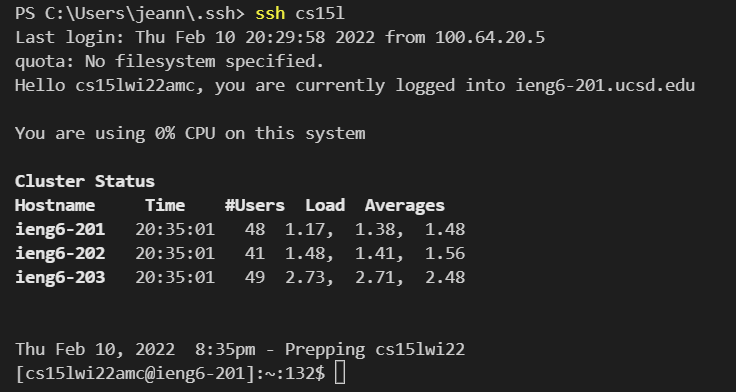 PS C:\Users\jeann\.ssh> ssh cs15l
Last login: Thu Feb 10 20:29:58 2022 from 100.64.20.5
quota: No filesystem specified.
Hello cs15lwi22amc, you are currently logged into ieng6-201.ucsd.edu
You are using 0% CPU on this system
Cluster Status
Hostname     Time    #Users  Load  Averages
ieng6-201   20:35:01   48  1.17,  1.38,  1.48
ieng6-202   20:35:01   41  1.48,  1.41,  1.56
ieng6-203   20:35:01   49  2.73,  2.71,  2.48
Thu Feb 10, 2022  8:35pm - Prepping cs15lwi22
[cs15lwi22amc@ieng6-201]:~:132$